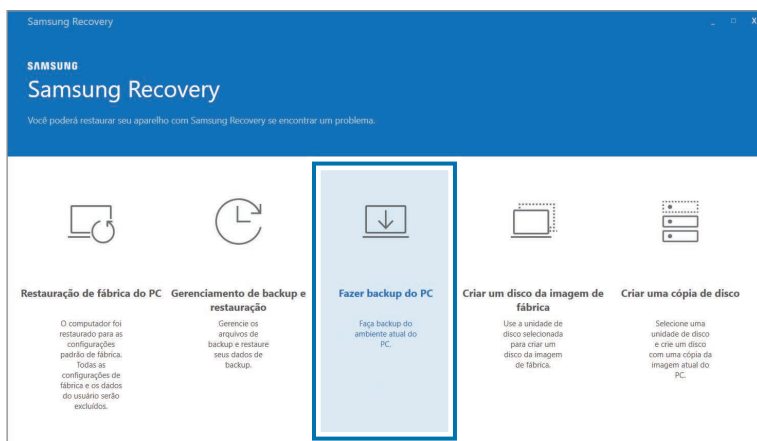 Samsung Recovery
SAMSUNG
Samsung Recovery
Você poderá restaurar seu aparelho com Samsung Recovery se encontrar um problema.
Restauração de fábrica do PC
O computador foi
restaurado para as
configurações
padrão de fábrica.
Todas as
configurações de
fábrica e os dados
do usuário serão
excluídos.
Gerenciamento de backup e
restauração
Gerencie os
arquivos de
backup e restaure
seus dados de
backup.
Fazer backup do PC
Faça backup do
ambiente atual do
PC.
Criar um disco da imagem de
fábrica
Use a unidade de
disco selecionada
para criar um
disco da imagem
de fábrica.
Criar uma cópia de disco
Selecione uma
unidade de disco
e crie um disco
com uma cópia da
imagem atual do
PC.